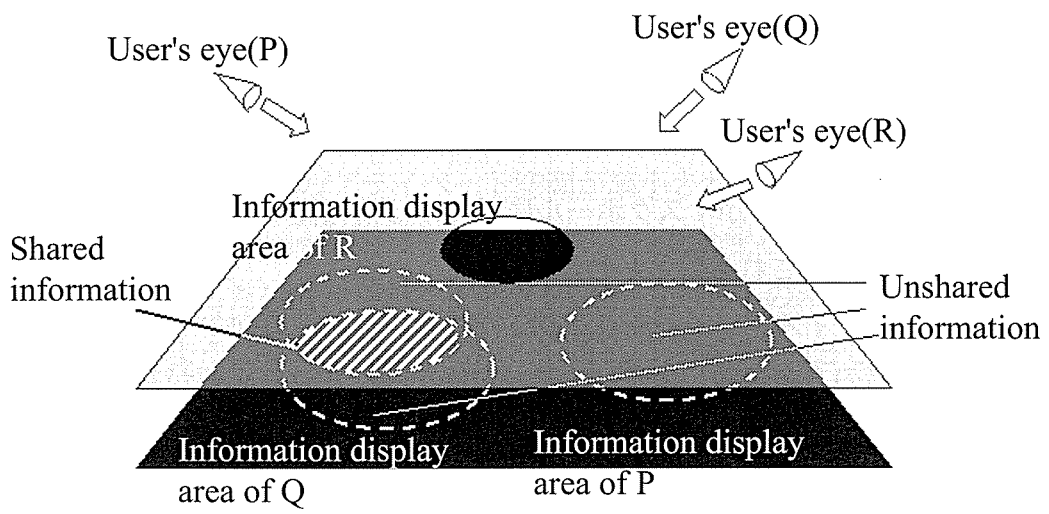 User's eye(P)
User's eye(Q)
User's eye(R)
Information display
area of R
Shared
information
Unshared
information
Information display
area of Q
Information display
area of P